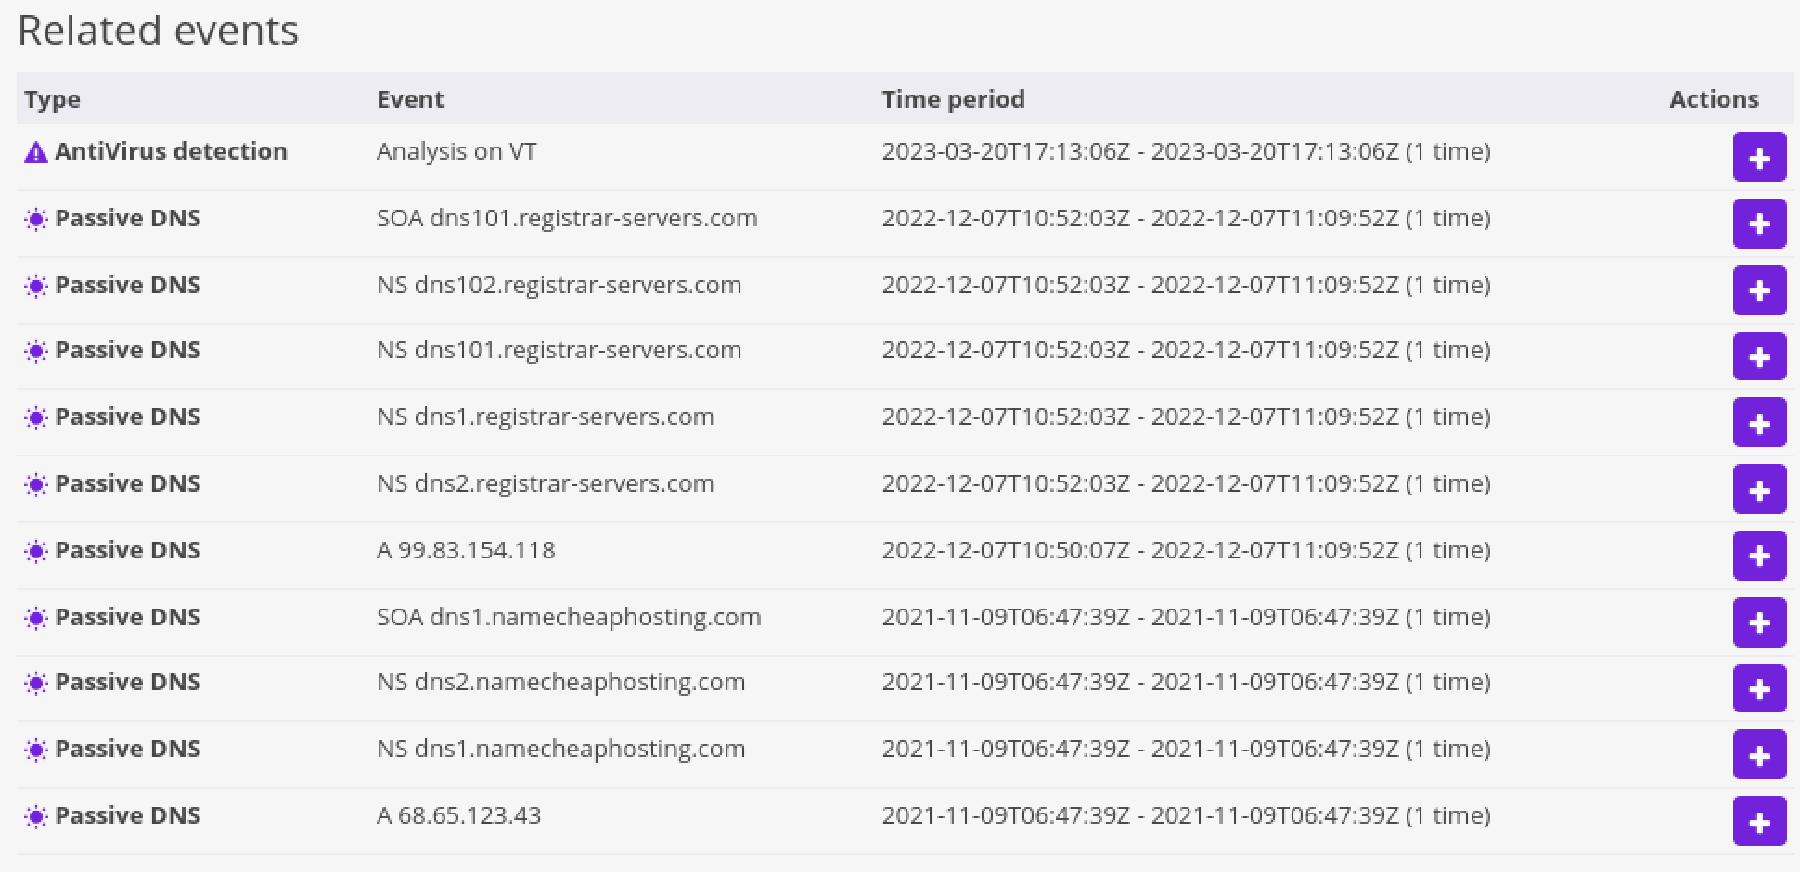 Related events
Type Event Time period Actions
AntiVirus detection Analysis on VT 2023-03-20T17:13:06Z - 2023-03-20T17:13:06Z (1 time)
Passive DNS SOA dns101.registrar-servers.com 2022-12-07T10:52:03Z - 2022-12-07T11:09:52Z (1 time)
Passive DNS NS dns102.registrar-servers.com 2022-12-07T10:52:03Z - 2022-12-07T11:09:52Z (1 time)
Passive DNS NS dns101.registrar-servers.com 2022-12-07T10:52:03Z - 2022-12-07T11:09:52Z (1 time)
Passive DNS NS dns1.registrar-servers.com 2022-12-07T10:52:03Z - 2022-12-07T11:09:52Z (1 time)
Passive DNS NS dns2.registrar-servers.com 2022-12-07T10:52:03Z - 2022-12-07T11:09:52Z (1 time)
Passive DNS A 99.83.154.118 2022-12-07T10:50:07Z - 2022-12-07T11:09:52Z (1 time)
Passive DNS SOA dns1.namecheaphosting.com 2021-11-09T06:47:39Z - 2021-11-09T06:47:39Z (1 time)
Passive DNS NS dns2.namecheaphosting.com 2021-11-09T06:47:39Z - 2021-11-09T06:47:39Z (1 time)
Passive DNS NS dns1.namecheaphosting.com 2021-11-09T06:47:39Z - 2021-11-09T06:47:39Z (1 time)
Passive DNS A 68.65.123.43 2021-11-09T06:47:39Z - 2021-11-09T06:47:39Z (1 time)